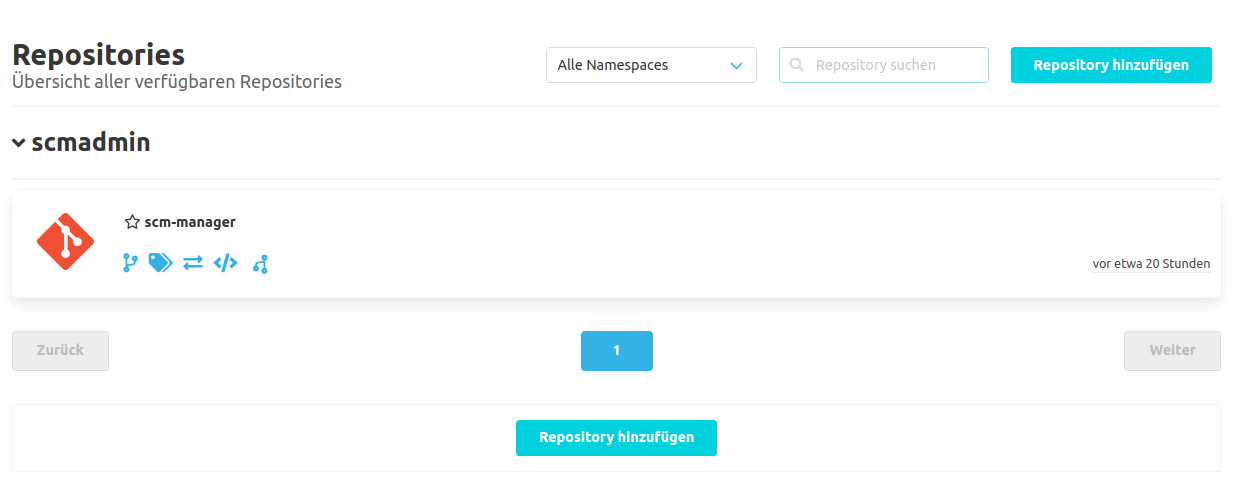 Repositories
Übersicht aller verfügbaren Repositories
Alle Namespaces
Repository suchen
Repository hinzufügen
scmadmin
scm-manager
vor etwa 20 Stunden
Zurück
1
Weiter
Repository hinzufügen